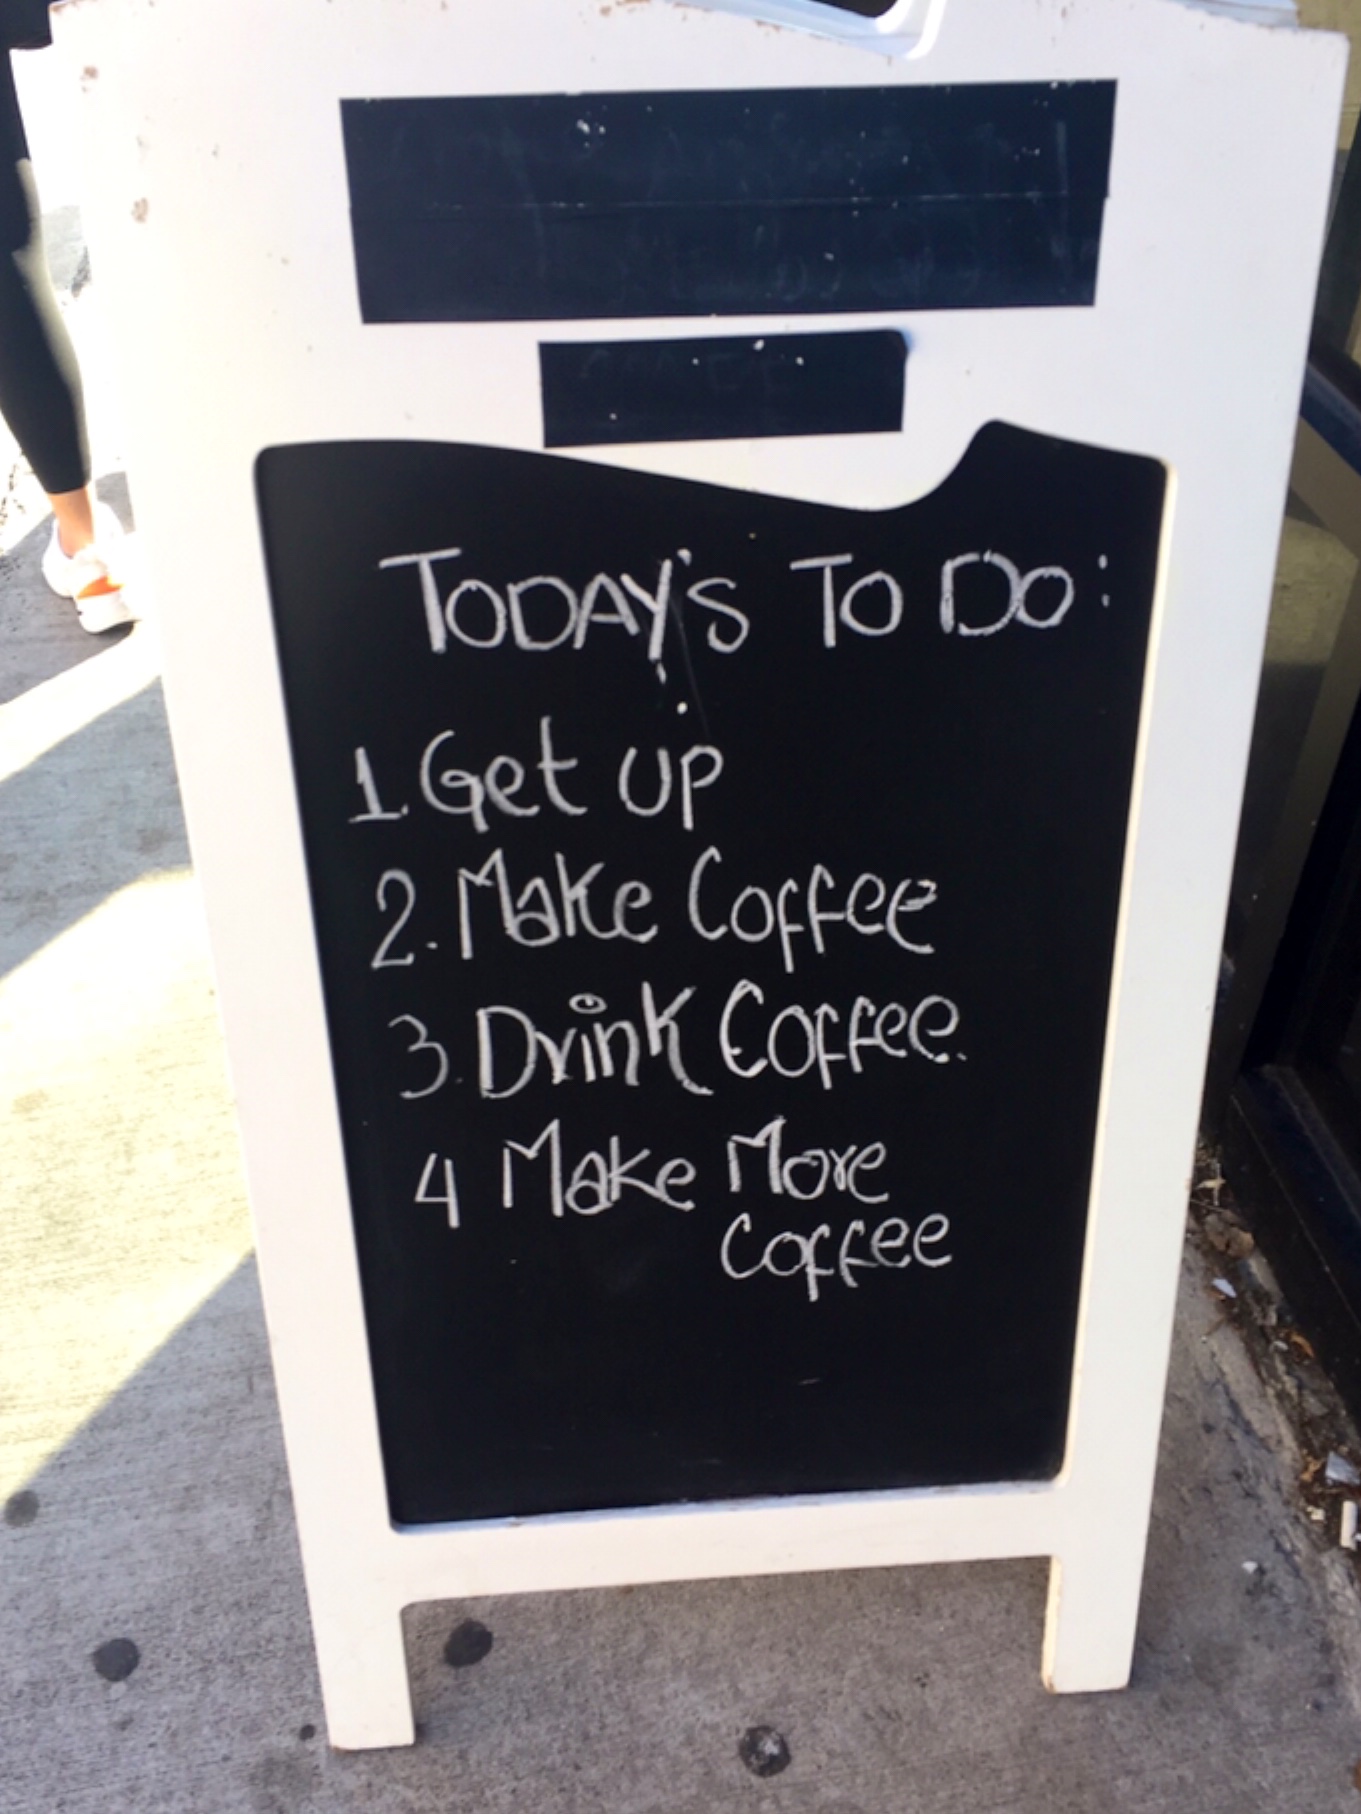 TODAY'S TO DO:
1. Get up
2. Make Coffee
3. Drink Coffee.
4 Make More
Coffee